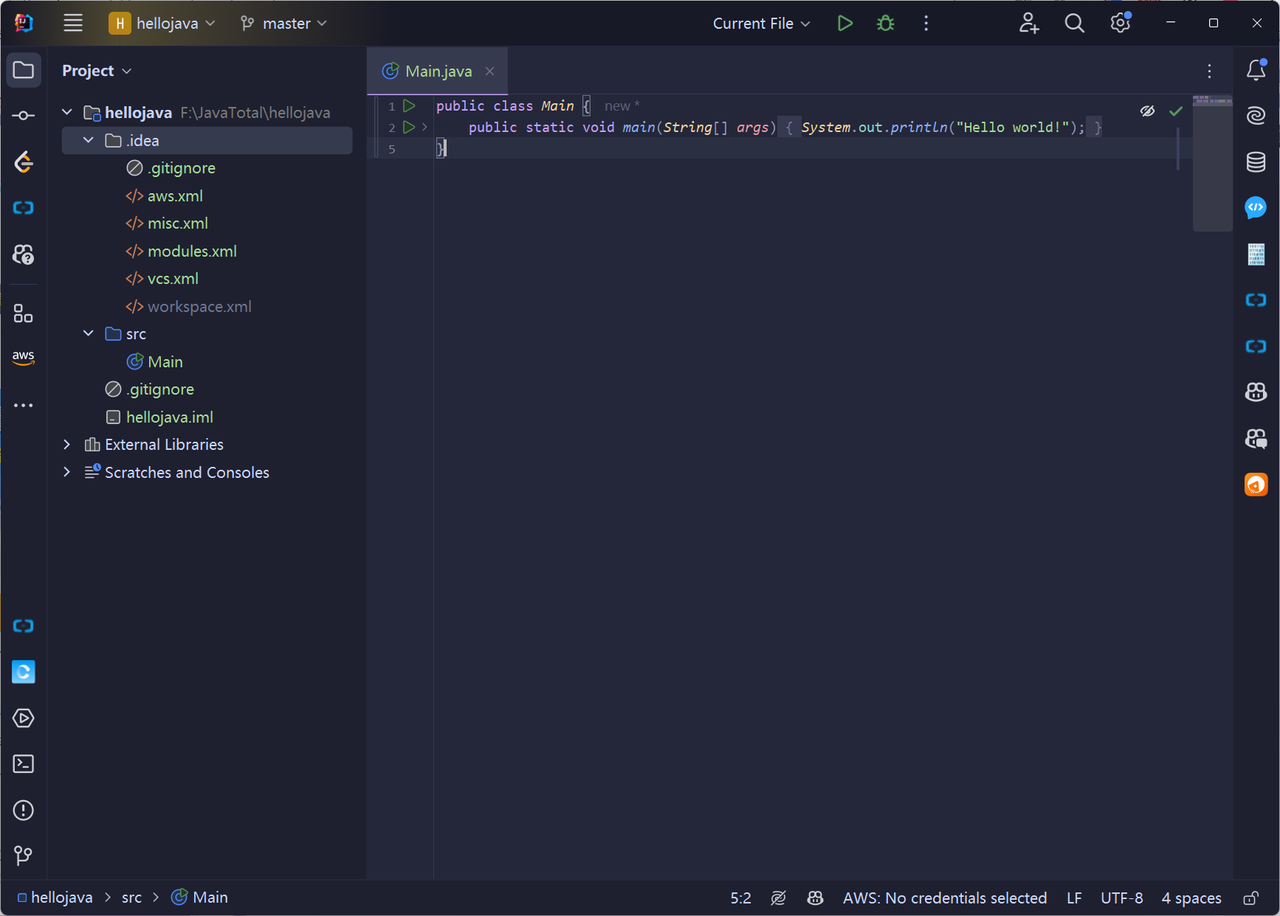 H hellojava master Current File
Project
Main.java
hellojava F:\JavaTotal\hellojava
.idea
.gitignore
aws.xml
misc.xml
modules.xml
vcs.xml
workspace.xml
src
Main
.gitignore
hellojava.iml
External Libraries
Scratches and Consoles
aws
1 public class Main { new *
2 public static void main(String[] args) { System.out.println("Hello world!"); }
5 }
hellojava > src > Main 5:2 AWS: No credentials selected LF UTF-8 4 spaces